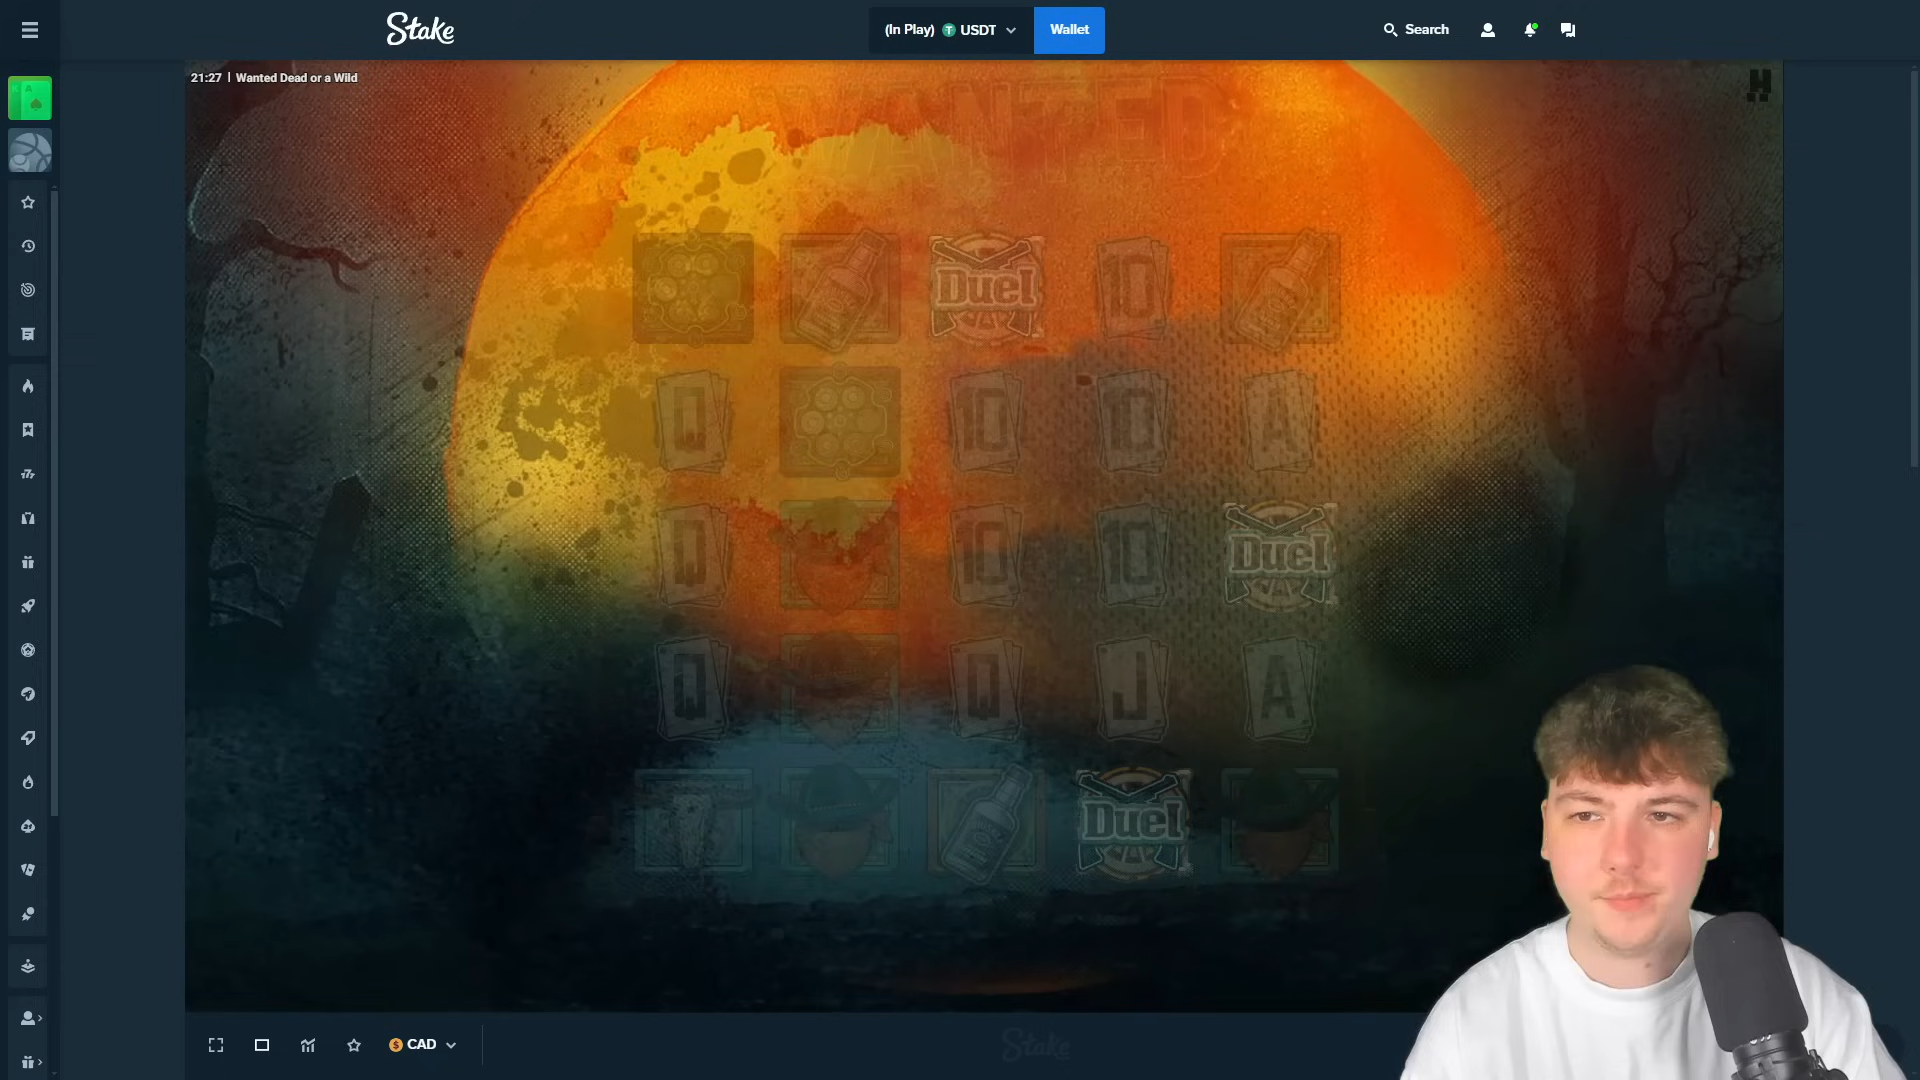 Stake
(In Play) USDT
Wallet
Search
21:27 | Wanted Dead or a Wild
WANTED
Duel
10
Q
10
10
A
Q
10
10
Duel
Q
Q
J
A
Duel
CAD
Stake